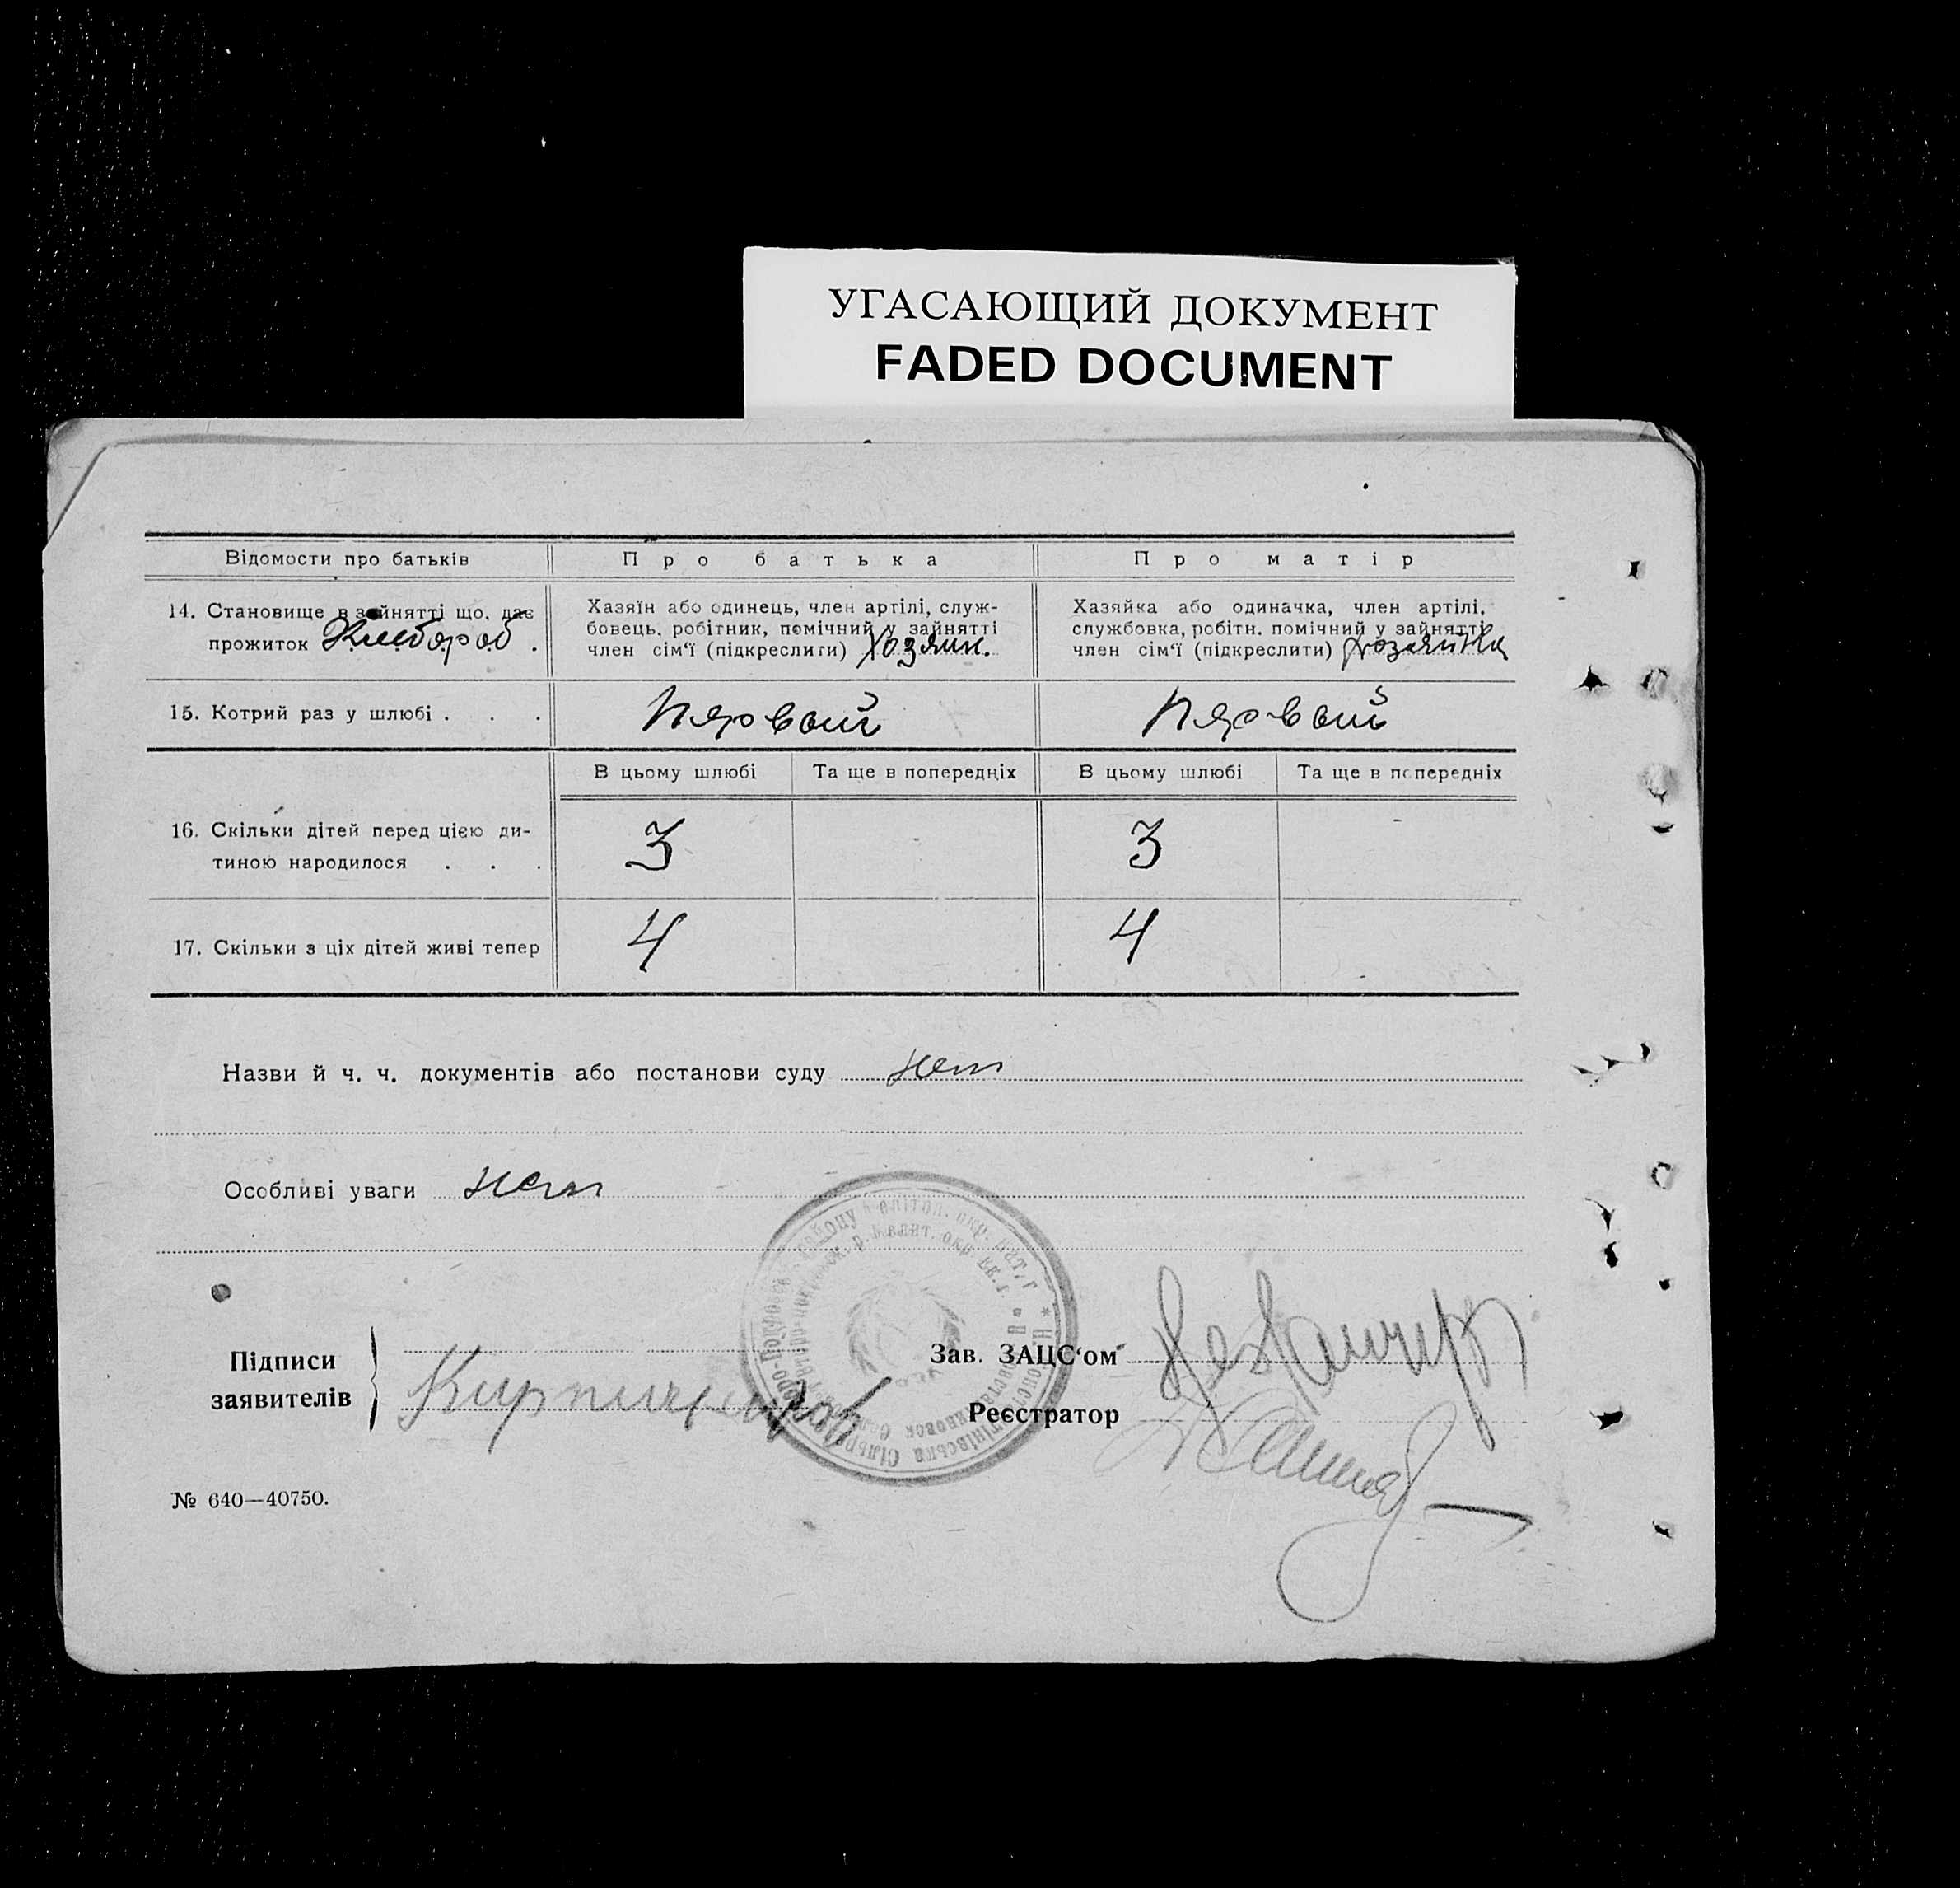 УГАСАЮЩИЙ ДОКУМЕНТ
FADED DOCUMENT
Відомости про батьків
Про батька
Про матір
14. Становище в зайнятті що, дає
прожиток Хлебороб .
Хазяїн або одинець, член артілі, служ-
бовець, робітник, помічний у зайнятті
член сім'ї (підкреслити) Хозяин.
Хазяйка або одиначка, член артілі,
службовка, робітн. помічний у зайнятті
член сім'ї (підкреслити) хозяйка
15. Котрий раз у шлюбі . . .
Первый
Первый
В цьому шлюбі
Та ще в попередніх
В цьому шлюбі
Та ще в попередніх
16. Скільки дітей перед цією ди-
тиною народилося . . .
3
3
17. Скільки з ціх дітей живі тепер
4
4
Назви й ч. ч. документів або постанови суду нет
Особливі уваги нет
Підписи
заявителів
Зав. ЗАЦС'ом
Реєстратор
№ 640—40750.